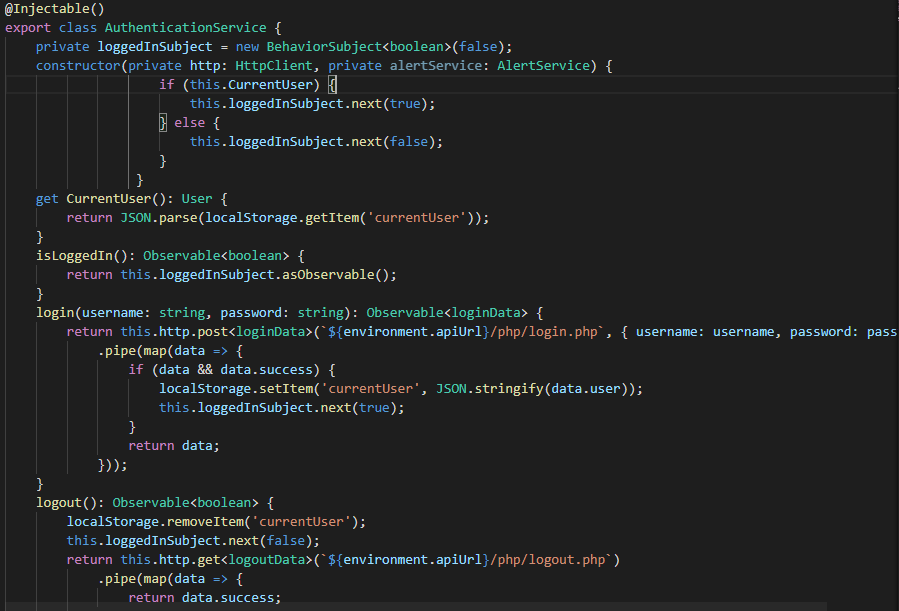 @Injectable()
export class AuthenticationService {
    private loggedInSubject = new BehaviorSubject<boolean>(false);
    constructor(private http: HttpClient, private alertService: AlertService) {
                    if (this.CurrentUser) {
                        this.loggedInSubject.next(true);
                    } else {
                        this.loggedInSubject.next(false);
                    }
                 }
    get CurrentUser(): User {
        return JSON.parse(localStorage.getItem('currentUser'));
    }
    isLoggedIn(): Observable<boolean> {
        return this.loggedInSubject.asObservable();
    }
    login(username: string, password: string): Observable<loginData> {
        return this.http.post<loginData>(`${environment.apiUrl}/php/login.php`, { username: username, password: pass
            .pipe(map(data => {
                if (data && data.success) {
                    localStorage.setItem('currentUser', JSON.stringify(data.user));
                    this.loggedInSubject.next(true);
                }
                return data;
            }));
    }
    logout(): Observable<boolean> {
        localStorage.removeItem('currentUser');
        this.loggedInSubject.next(false);
        return this.http.get<logoutData>(`${environment.apiUrl}/php/logout.php`)
            .pipe(map(data => {
                return data.success;